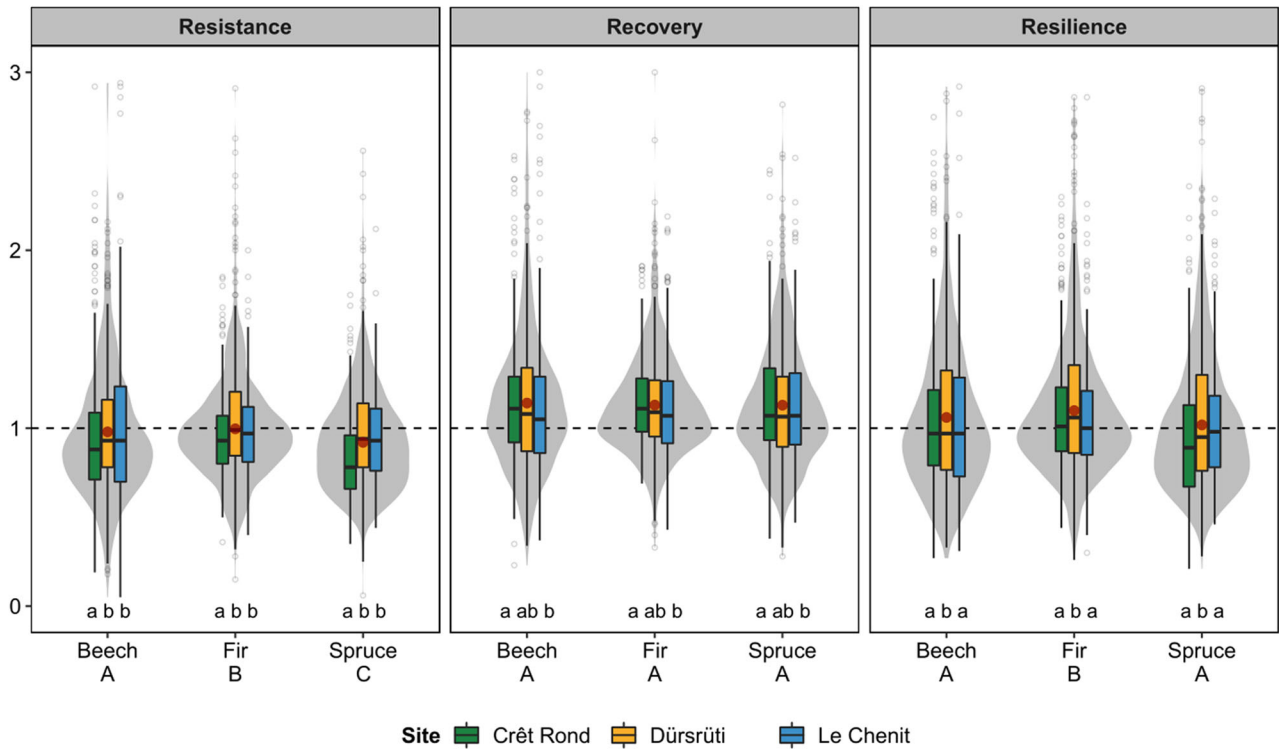 Resistance Recovery Resilience
3
2
1
0
a b b a b b a b b a ab b a ab b a ab b a b a a b a a b a
Beech Fir Spruce Beech Fir Spruce Beech Fir Spruce
A B C A A A A B A
Site Crêt Rond Dürsrüti Le Chenit